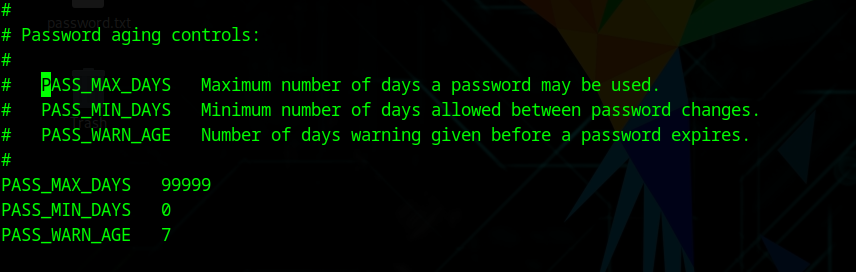 #
password.txt
# Password aging controls:
#
#   PASS_MAX_DAYS   Maximum number of days a password may be used.
#   PASS_MIN_DAYS   Minimum number of days allowed between password changes.
Trash
#   PASS_WARN_AGE   Number of days warning given before a password expires.
#
PASS_MAX_DAYS   99999
PASS_MIN_DAYS   0
PASS_WARN_AGE   7